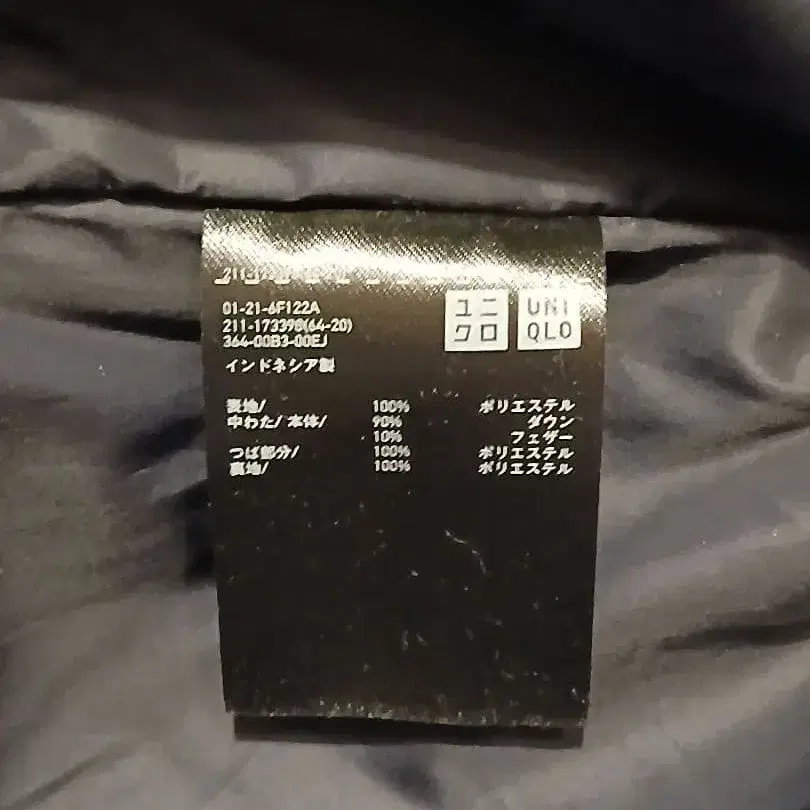 01-21-6F122A
211-173398(64-20)
364-00B3-00EJ
インドネシア製
ユニ
クロ
UNI
QLO
表地/ 100% ポリエステル
中わた/ 本体/ 90% ダウン
10% フェザー
つば部分/ 100% ポリエステル
裏地/ 100% ポリエステル